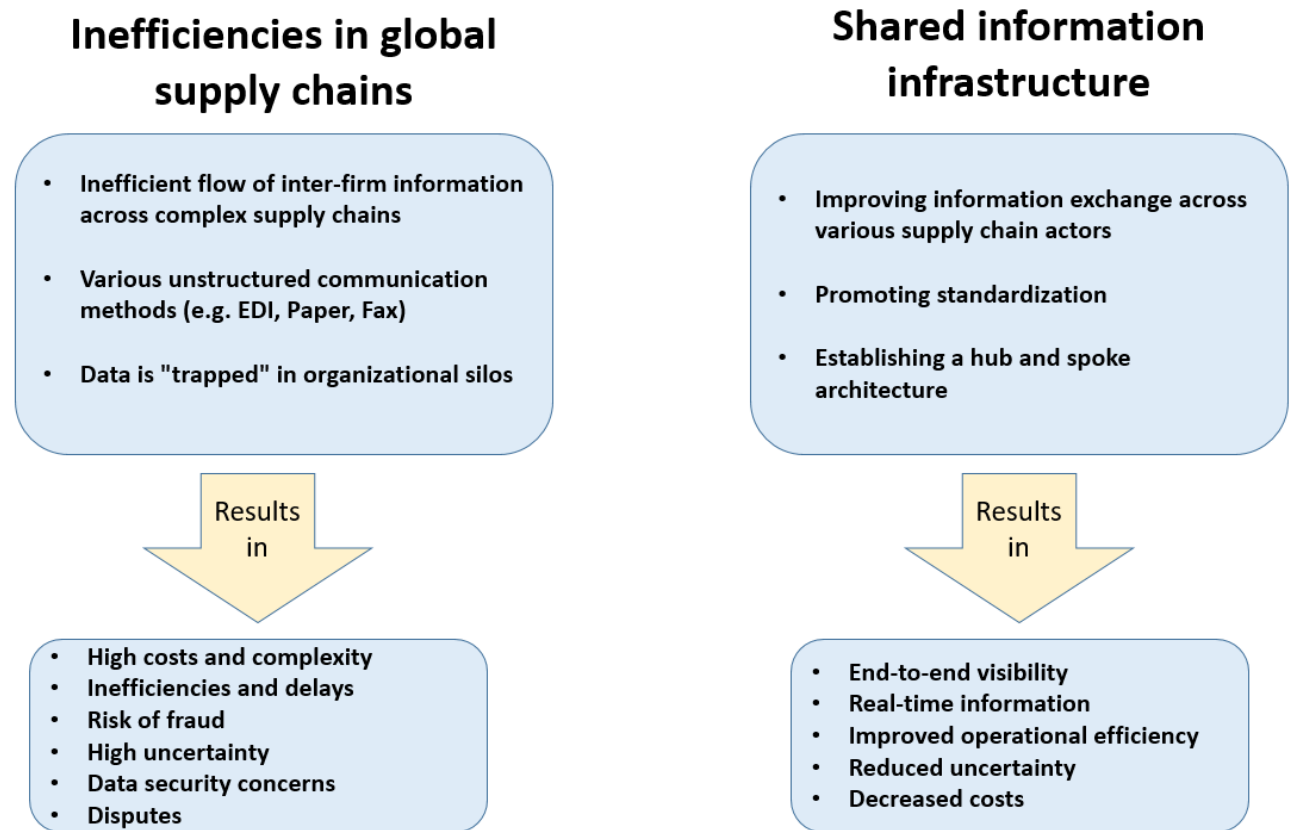 Inefficiencies in global
supply chains
• Inefficient flow of inter-firm information
across complex supply chains
• Various unstructured communication
methods (e.g. EDI, Paper, Fax)
• Data is "trapped" in organizational silos
Results
in
• High costs and complexity
• Inefficiencies and delays
• Risk of fraud
• High uncertainty
• Data security concerns
• Disputes
Shared information
infrastructure
• Improving information exchange across
various supply chain actors
• Promoting standardization
• Establishing a hub and spoke
architecture
Results
in
• End-to-end visibility
• Real-time information
• Improved operational efficiency
• Reduced uncertainty
• Decreased costs